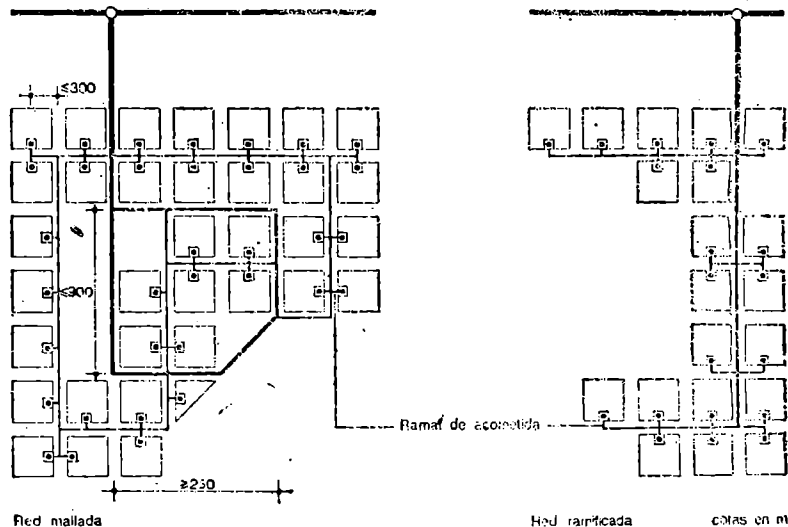 ≤300
≤300
Ramal de acometida
≥250
Red mallada
Red ramificada
cotas en m